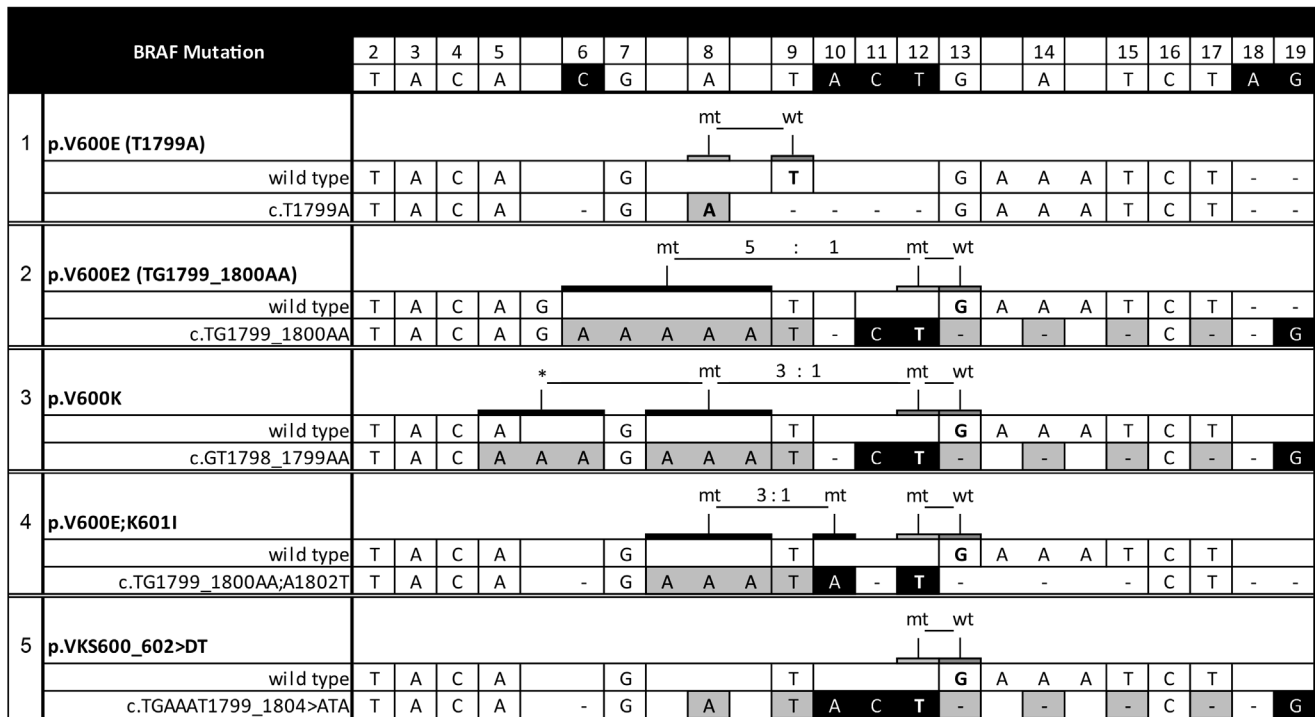 BRAF Mutation 2 3 4 5 6 7 8 9 10 11 12 13 14 15 16 17 18 19
T A C A C G A T A C T G A T C T A G
mt wt
1 p.V600E (T1799A)
wild type T A C A G T G A A A T C T - -
c.T1799A T A C A - G A - - - - G A A A T C T - -
mt 5 : 1 mt wt
2 p.V600E2 (TG1799_1800AA)
wild type T A C A G T G A A A T C T - -
c.TG1799_1800AA T A C A G A A A A A T - C T - - - C - - G
* mt 3 : 1 mt wt
3 p.V600K
wild type T A C A G T G A A A T C T
c.GT1798_1799AA T A C A A A G A A A T - C T - - - C - - G
mt 3 : 1 mt mt wt
4 p.V600E;K601I
wild type T A C A G T G A A A T C T
c.TG1799_1800AA;A1802T T A C A - G A A A T A - T - - - C T - -
mt wt
5 p.VKS600_602>DT
wild type T A C A G T G A A A T C T
c.TGAAAT1799_1804>ATA T A C A - G A T A C T - - - C - - G